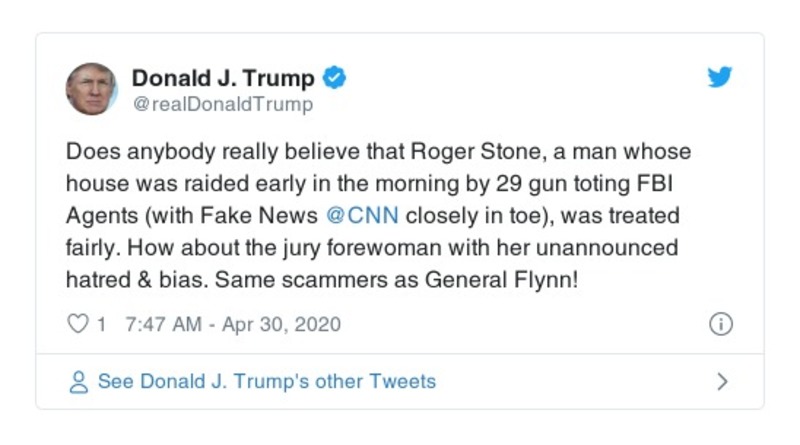 Donald J. Trump
@realDonaldTrump
Does anybody really believe that Roger Stone, a man whose
house was raided early in the morning by 29 gun toting FBI
Agents (with Fake News @CNN closely in toe), was treated
fairly. How about the jury forewoman with her unannounced
hatred & bias. Same scammers as General Flynn!
1 7:47 AM - Apr 30, 2020
See Donald J. Trump's other Tweets